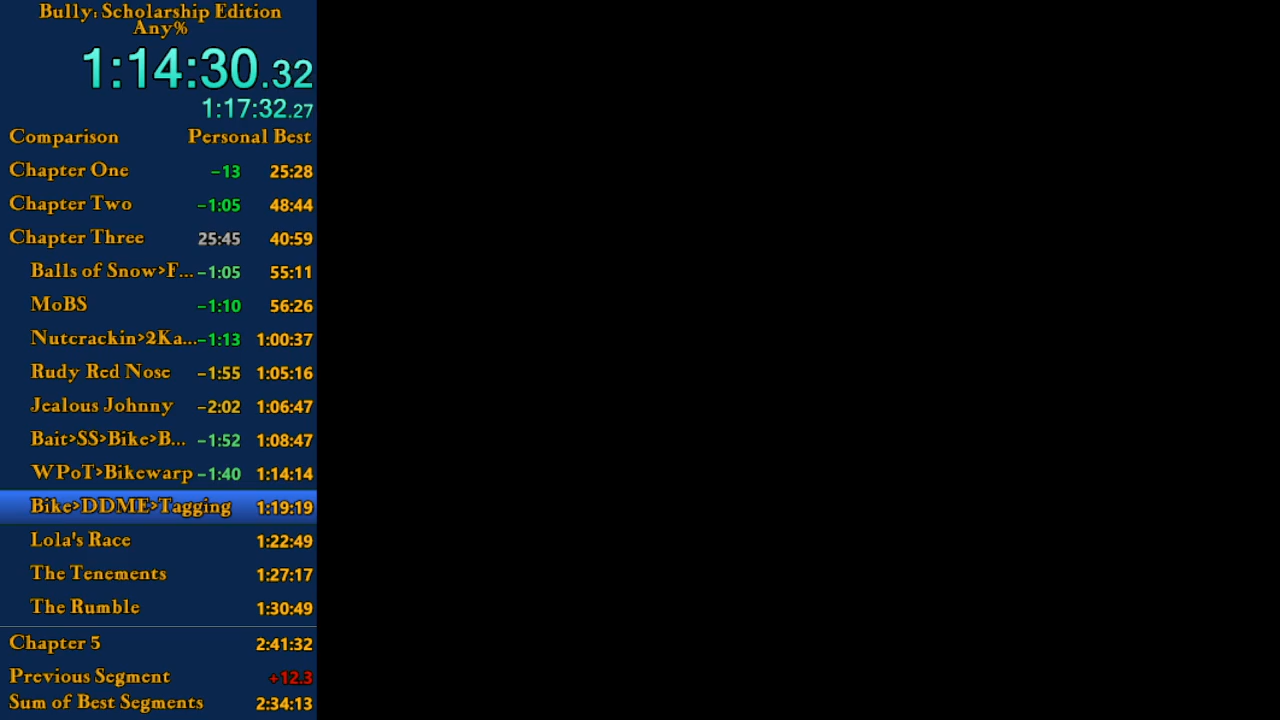 Bully: Scholarship Edition
Any%
1:14:30.32
1:17:32.27
Comparison Personal Best
Chapter One -13 25:28
Chapter Two -1:05 48:44
Chapter Three 25:45 40:59
Balls of Snow>F... -1:05 55:11
MoBS -1:10 56:26
Nutcrackin>2Ka... -1:13 1:00:37
Rudy Red Nose -1:55 1:05:16
Jealous Johnny -2:02 1:06:47
Bait>SS>Bike>B... -1:52 1:08:47
WPoT>Bikewarp -1:40 1:14:14
Bike>DDME>Tagging 1:19:19
Lola's Race 1:22:49
The Tenements 1:27:17
The Rumble 1:30:49
Chapter 5 2:41:32
Previous Segment +12.3
Sum of Best Segments 2:34:13